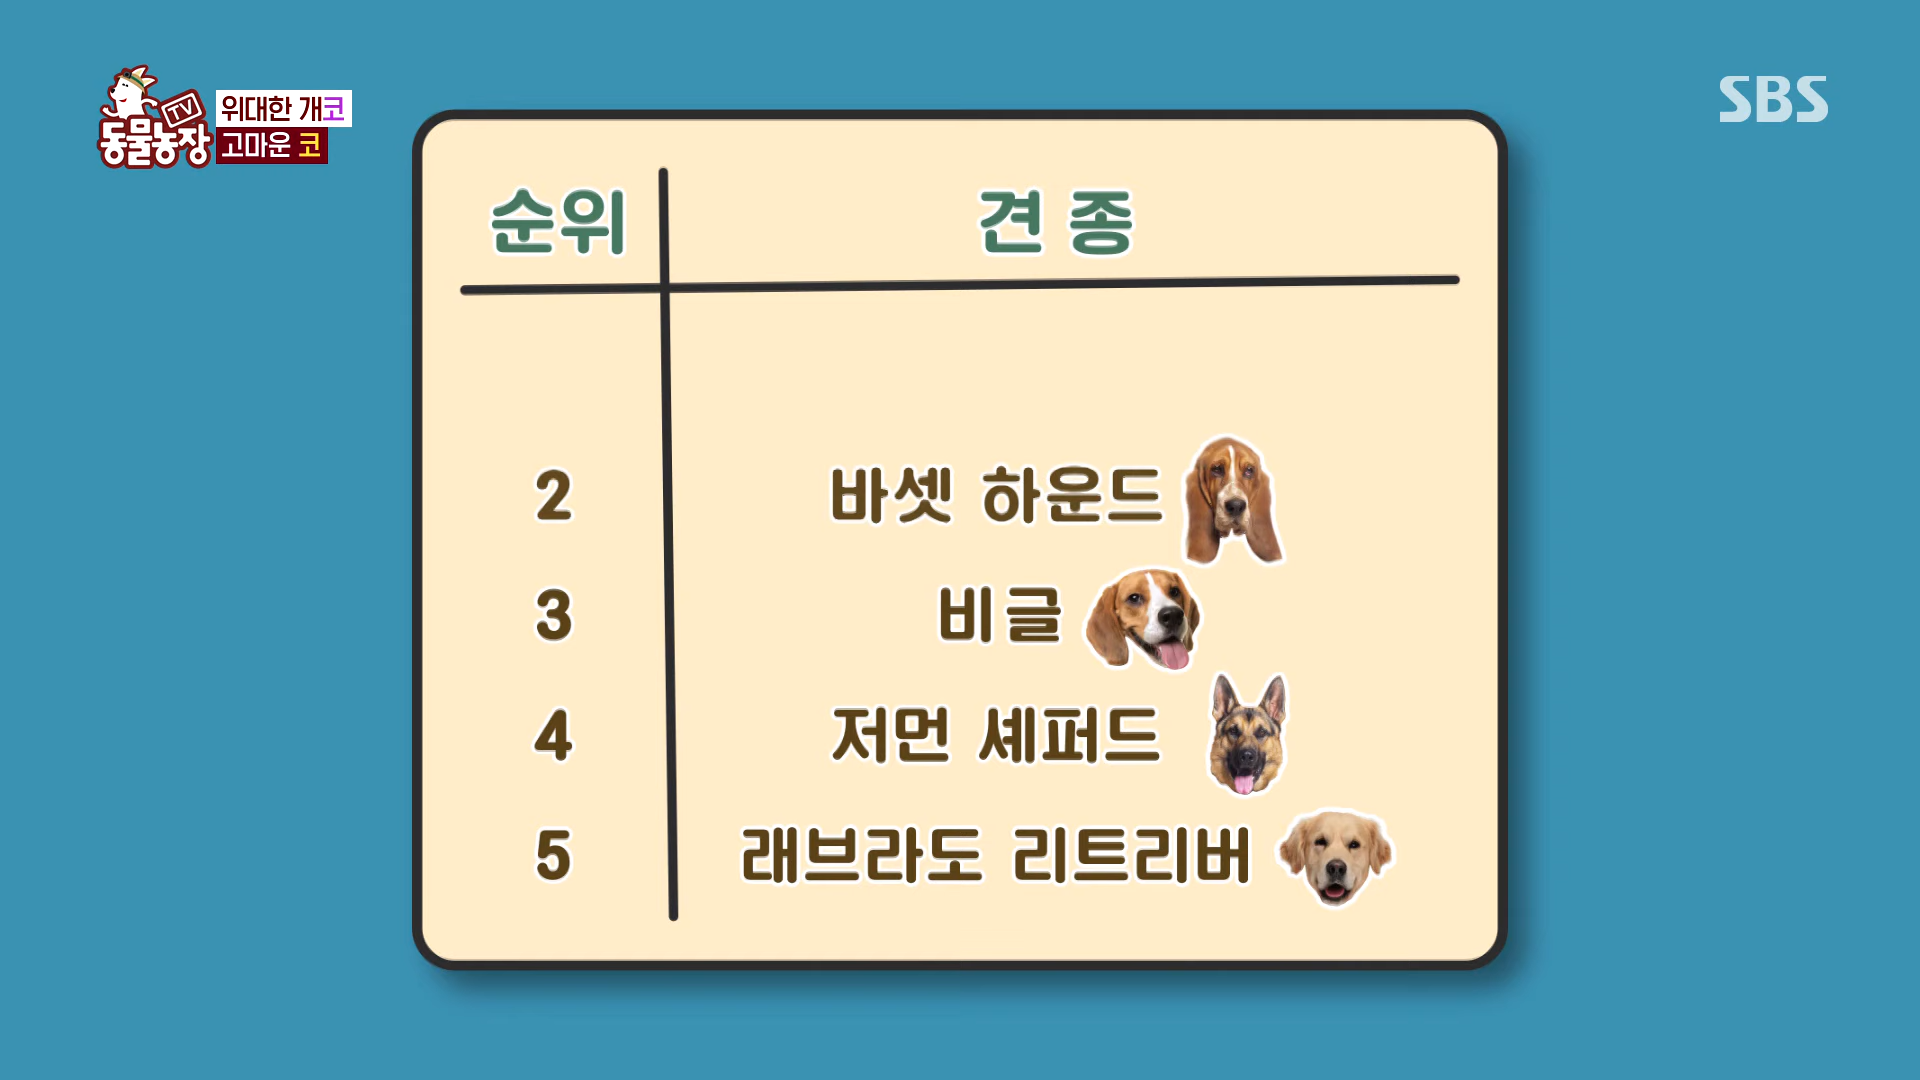 TV
동물농장
위대한 개코
고마운 코
SBS
순위 견종
2 바셋 하운드
3 비글
4 저먼 셰퍼드
5 래브라도 리트리버